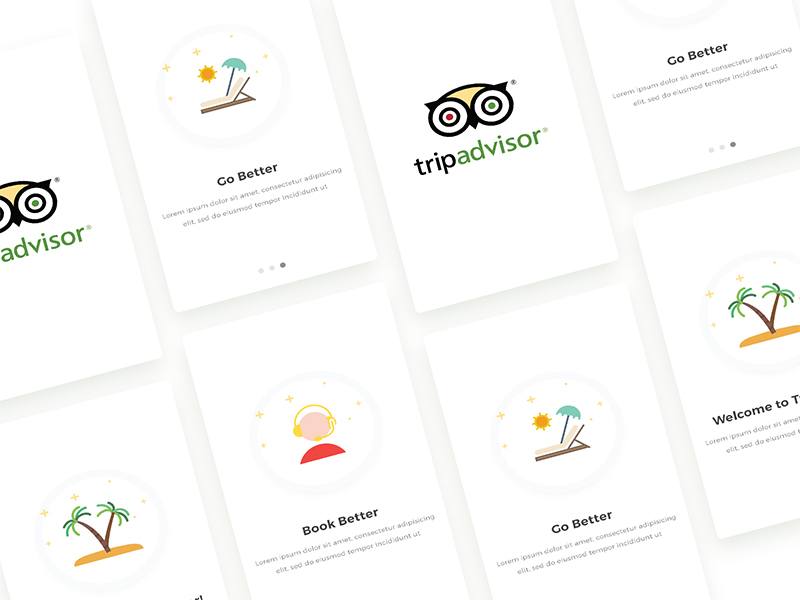 Go Better
Lorem ipsum dolor sit amet, consectetur adipisicing
elit, sed do eiusmod tempor incididunt ut
tripadvisor®
Go Better
Lorem ipsum dolor sit amet, consectetur adipisicing
elit, sed do eiusmod tempor incididunt ut
advisor®
Book Better
Lorem ipsum dolor sit amet, consectetur adipisicing
elit, sed do eiusmod tempor incididunt ut
Go Better
Lorem ipsum dolor sit amet, consectetur adipisicing
elit, sed do eiusmod tempor incididunt ut
Welcome to
Lorem ipsum dolor sit amet,
elit, sed do eiusmod